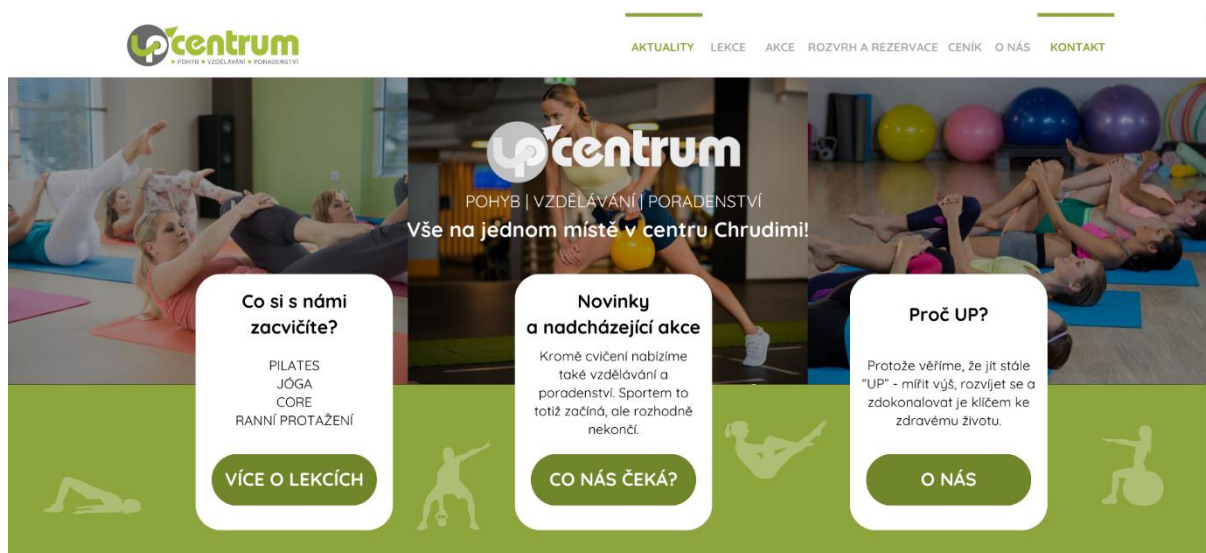 upcentrum
• POHYB • VZDĚLÁVÁNÍ • PORADENSTVÍ
AKTUALITY LEKCE AKCE ROZVRH A REZERVACE CENÍK O NÁS KONTAKT
upcentrum
POHYB | VZDĚLÁVÁNÍ | PORADENSTVÍ
Vše na jednom místě v centru Chrudimi!
Co si s námi
zacvičíte?
PILATES
JÓGA
CORE
RANNÍ PROTAŽENÍ
VÍCE O LEKCÍCH
Novinky
a nadcházející akce
Kromě cvičení nabízíme
také vzdělávání a
poradenství. Sportem to
totiž začíná, ale rozhodně
nekončí.
CO NÁS ČEKÁ?
Proč UP?
Protože věříme, že jít stále
“UP” - mířit výš, rozvíjet se a
zdokonalovat je klíčem ke
zdravému životu.
O NÁS